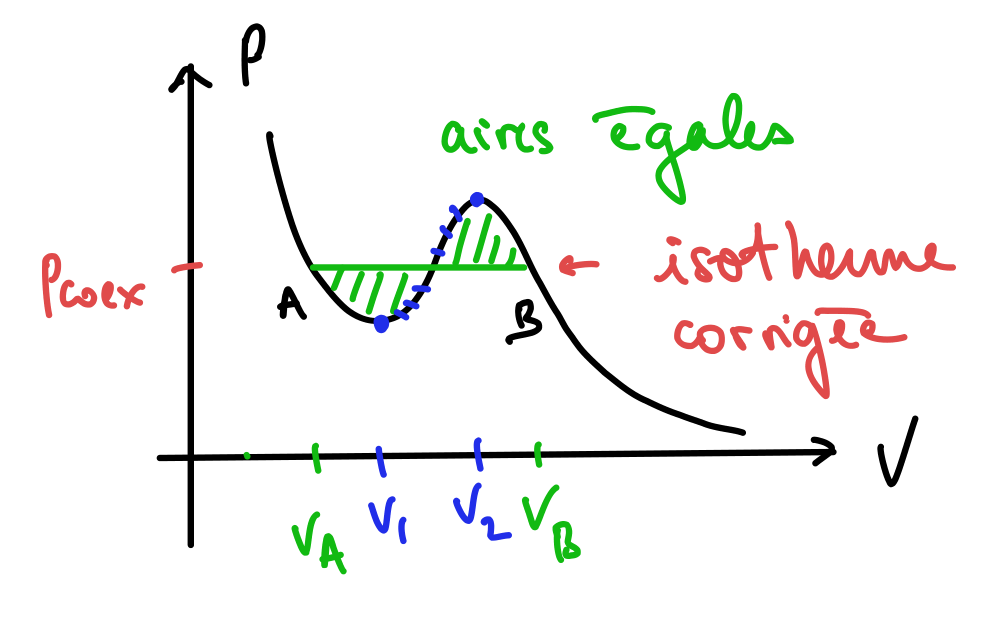 P
aires égales
isotherme
corrigée
Pcoex
A
B
V
VA
V1
V2
VB